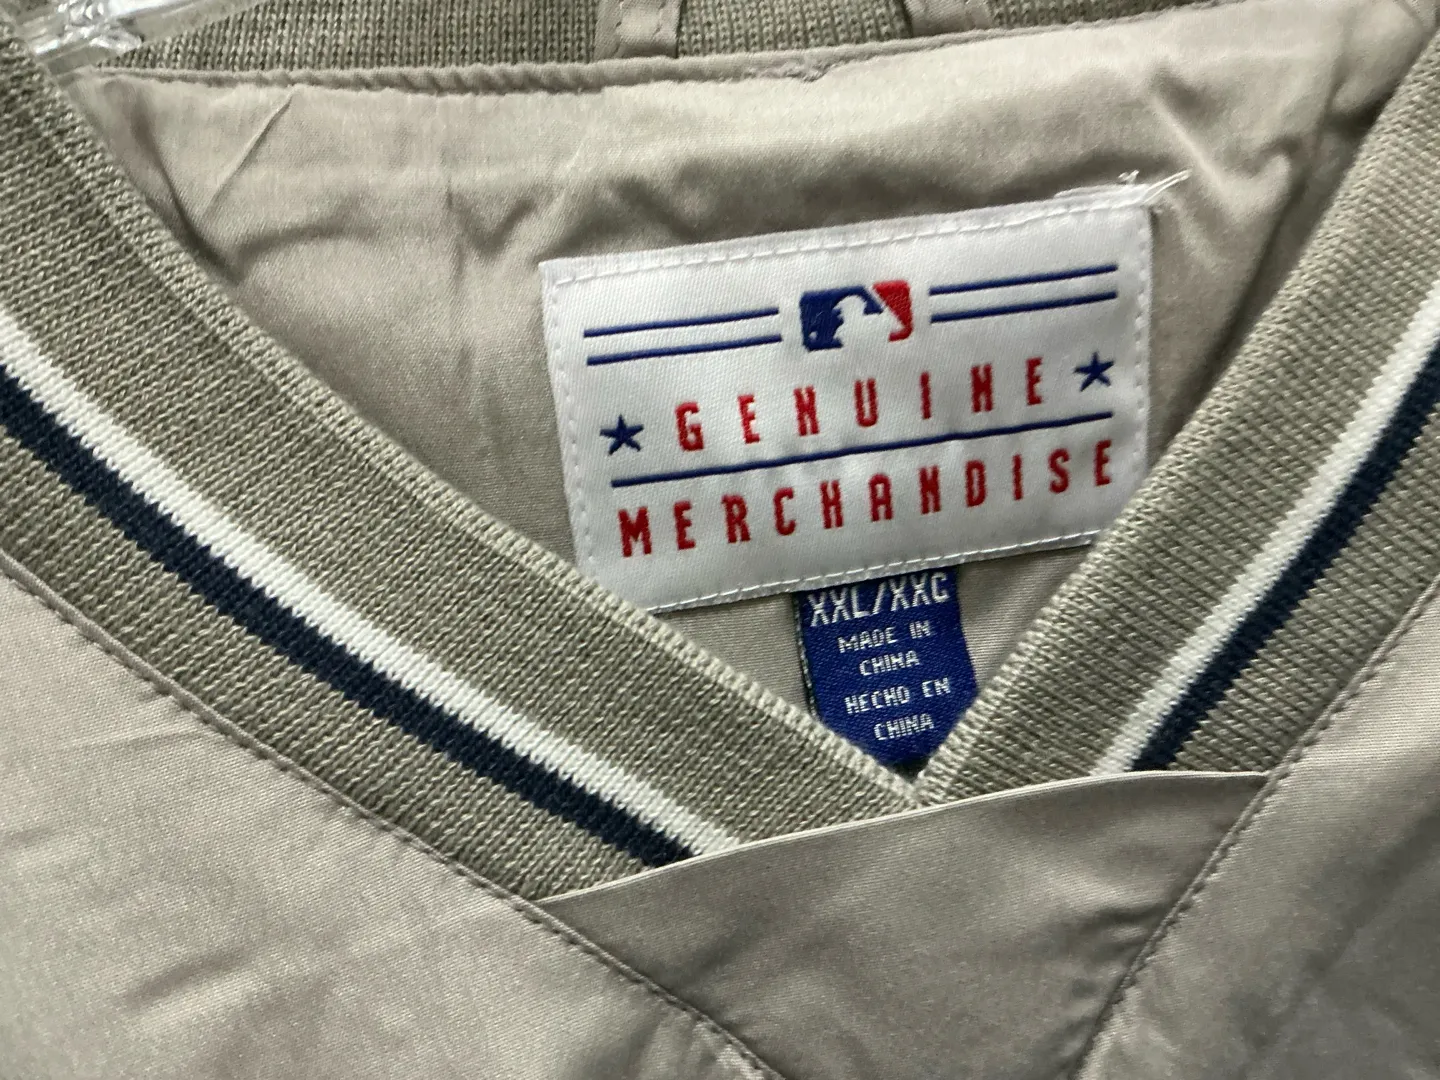 GENUINE
MERCHANDISE
XXL/XXG
MADE IN
CHINA
HECHO EN
CHINA